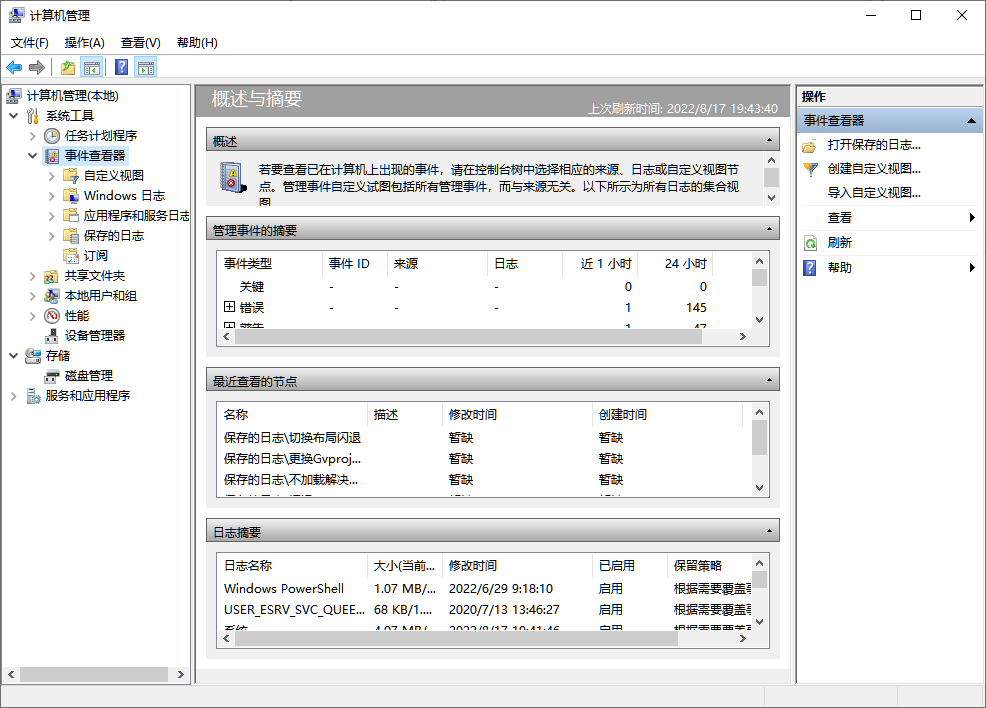 计算机管理
文件(F) 操作(A) 查看(V) 帮助(H)
计算机管理(本地)
系统工具
任务计划程序
事件查看器
自定义视图
Windows 日志
应用程序和服务日志
保存的日志
订阅
共享文件夹
本地用户和组
性能
设备管理器
存储
磁盘管理
服务和应用程序
概述与摘要
上次刷新时间: 2022/8/17 19:43:40
概述
若要查看已在计算机上出现的事件，请在控制台树中选择相应的来源、日志或自定义视图节
点。管理事件自定义试图包括所有管理事件，而与来源无关。以下所示为所有日志的集合视
图
管理事件的摘要
事件类型 事件 ID 来源 日志 近 1 小时 24 小时
关键 - - - 0 0
错误 - - - 1 145
警告 1 47
最近查看的节点
名称 描述 修改时间 创建时间
保存的日志\切换布局闪退 暂缺 暂缺
保存的日志\更换Gvproj... 暂缺 暂缺
保存的日志\不加载解决... 暂缺 暂缺
日志摘要
日志名称 大小(当前... 修改时间 已启用 保留策略
Windows PowerShell 1.07 MB/... 2022/6/29 9:18:10 启用 根据需要覆盖事
USER_ESRV_SVC_QUEE... 68 KB/1.... 2020/7/13 13:46:27 启用 根据需要覆盖事
系统 4.07 MB/ 2022/8/17 19:41:46 启用 根据需要覆盖事
操作
事件查看器
打开保存的日志...
创建自定义视图...
导入自定义视图...
查看
刷新
帮助